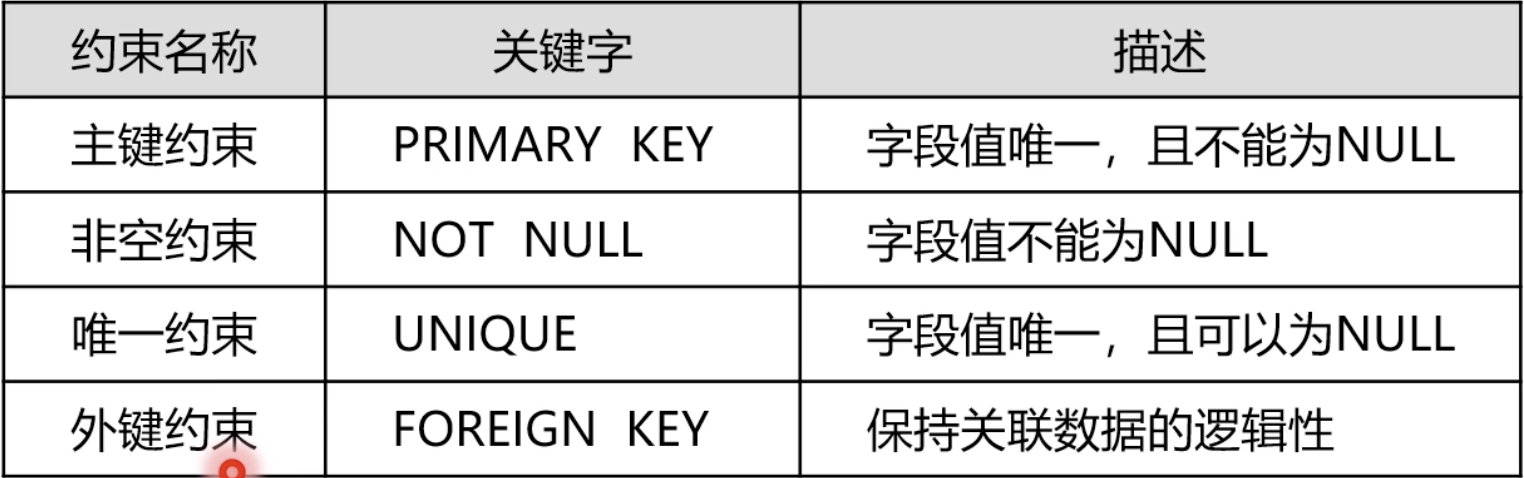 约束名称 关键字 描述
主键约束 PRIMARY KEY 字段值唯一，且不能为NULL
非空约束 NOT NULL 字段值不能为NULL
唯一约束 UNIQUE 字段值唯一，且可以为NULL
外键约束 FOREIGN KEY 保持关联数据的逻辑性